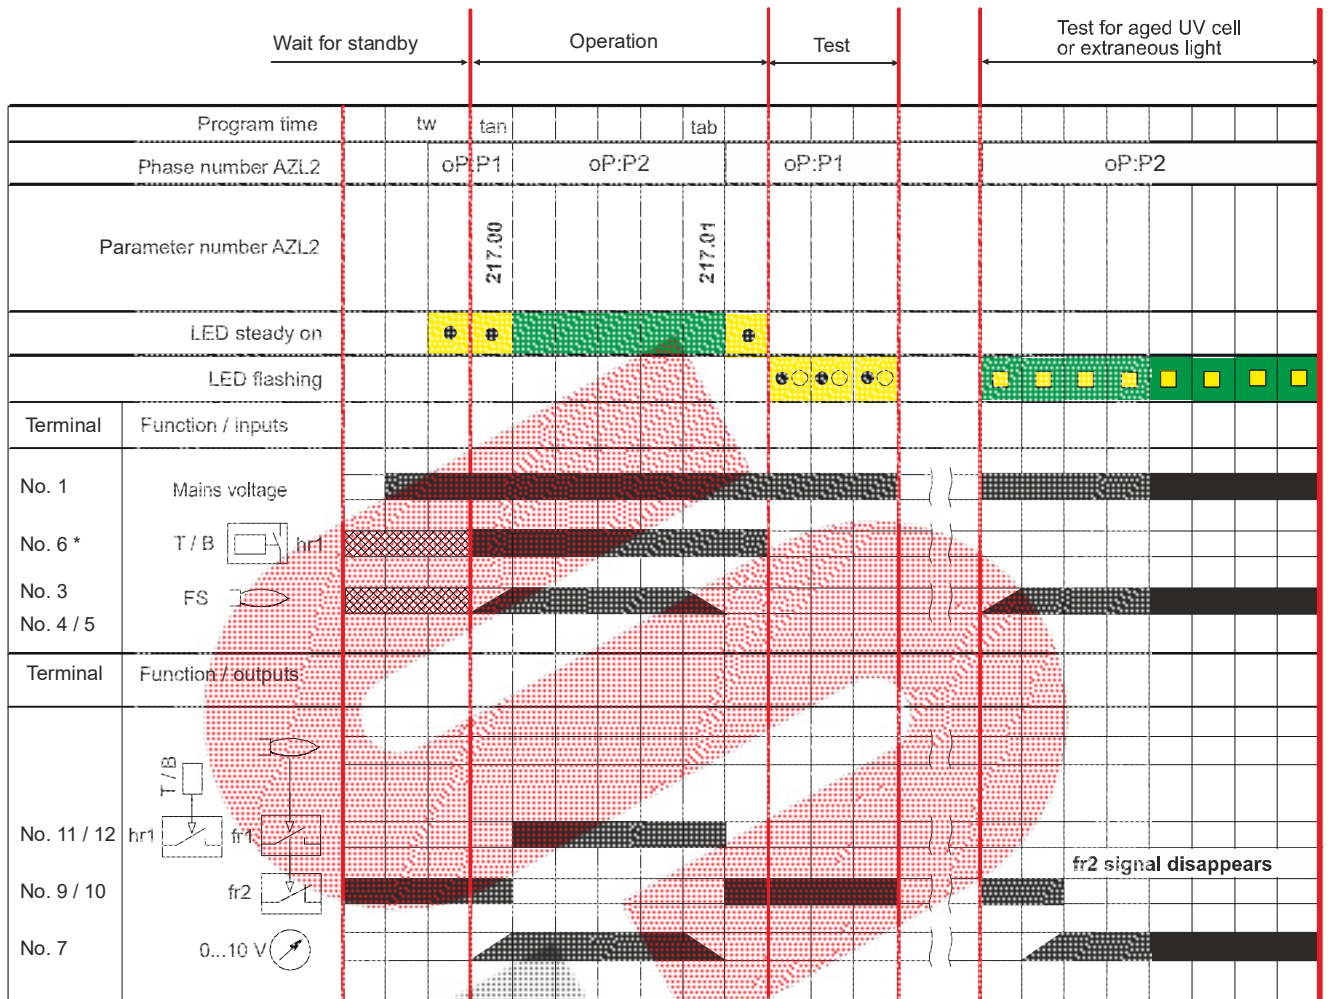 Wait for standby
Operation
Test
Test for aged UV cell
or extraneous light
Program time
tw
tan
tab
Phase number AZL2
oP:P1
oP:P2
oP:P1
oP:P2
Parameter number AZL2
217.00
217.01
LED steady on
LED flashing
Terminal
Function / inputs
No. 1
Mains voltage
No. 6 *
T / B
hr1
No. 3
FS
No. 4 / 5
Terminal
Function / outputs
T / B
No. 11 / 12
hr1
fr1
fr2 signal disappears
No. 9 / 10
fr2
No. 7
0...10 V